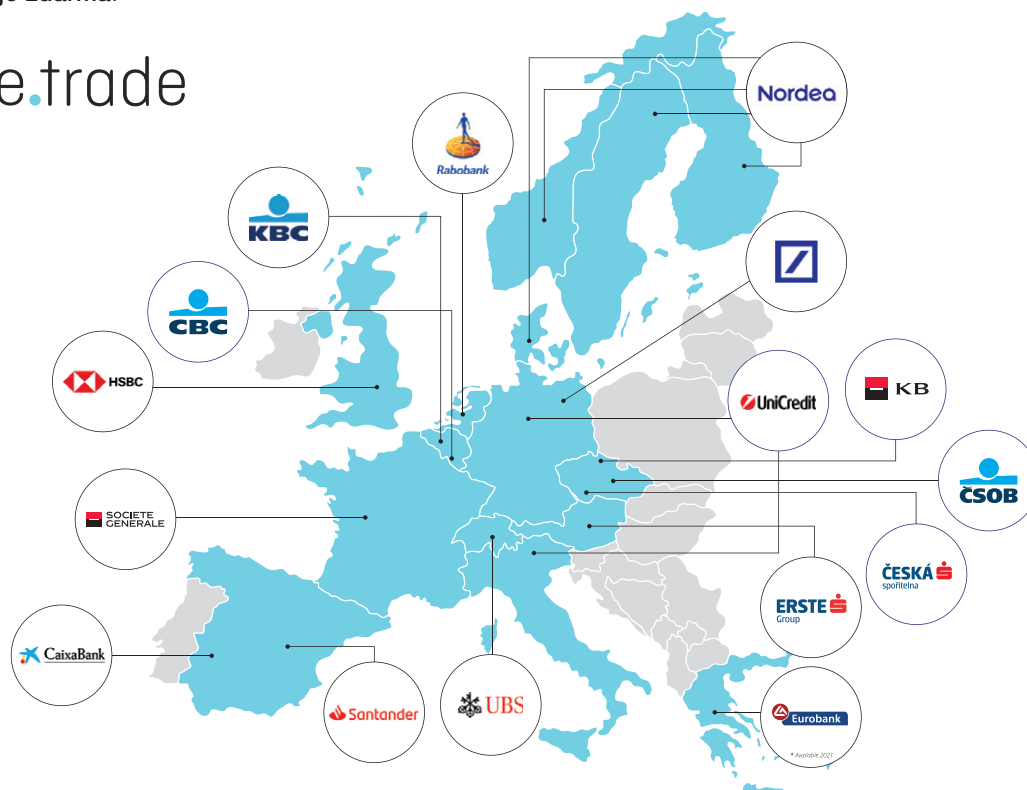 zdarma.
e.trade
Nordea
Rabobank
KBC
CBC
HSBC
UniCredit
KB
ČSOB
SOCIETE
GENERALE
ČESKÁ
spořitelna
ERSTE
Group
CaixaBank
Santander
UBS
Eurobank
* Available 2021